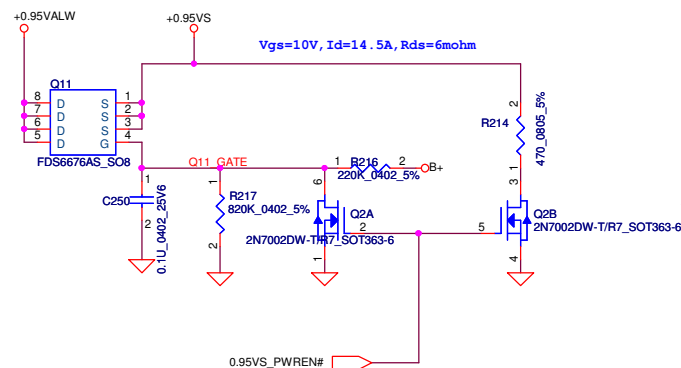 +0.95VALW
+0.95VS
Vgs=10V,Id=14.5A,Rds=6mohm
Q11
8 D S 1
7 D S 2
6 D S 3
5 D G 4
FDS6676AS_SO8
2
R214
470_0805_5%
1
Q11_GATE
1 R216 2 B+
220K_0402_5%
1
C250
2
0.1U_0402_25V6
1
R217
820K_0402_5%
2
6
Q2A
2
2N7002DW-T/R7_SOT363-6
1
3
5
Q2B
2N7002DW-T/R7_SOT363-6
4
0.95VS_PWREN#